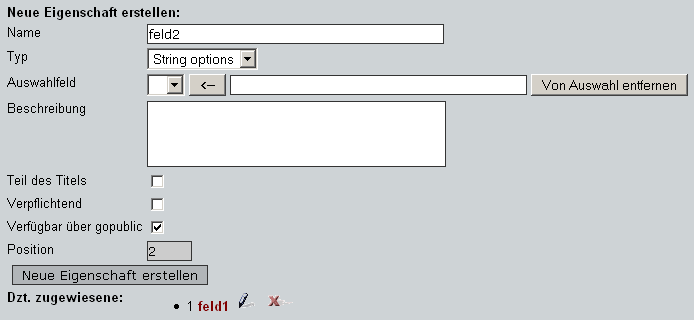 Neue Eigenschaft erstellen:
Name feld2
Typ String options
Auswahlfeld <-- Von Auswahl entfernen
Beschreibung
Teil des Titels
Verpflichtend
Verfügbar über gopublic
Position 2
Neue Eigenschaft erstellen
Dzt. zugewiesene: • 1 feld1